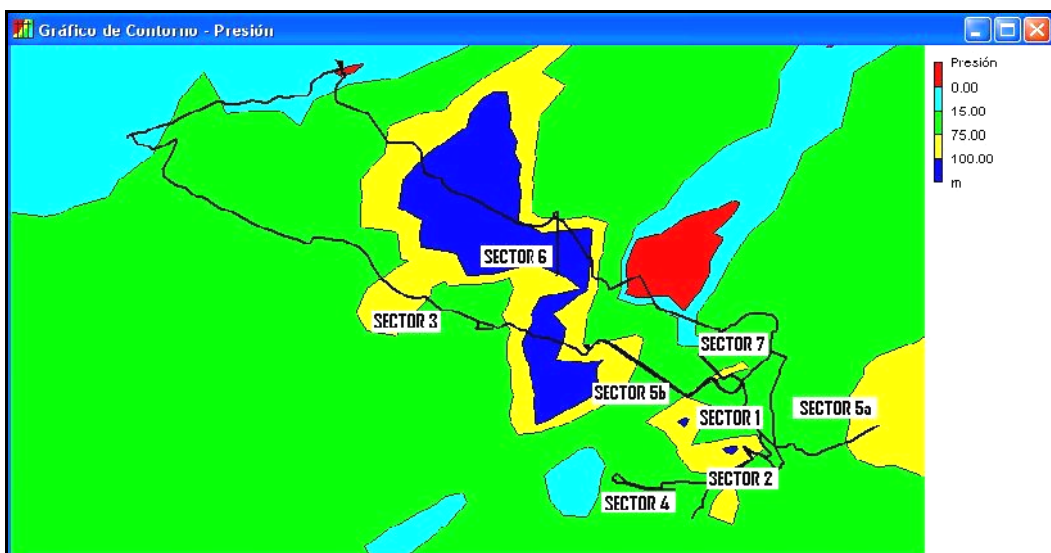 Gráfico de Contorno - Presión
Presión
0.00
15.00
75.00
100.00
m
SECTOR 6
SECTOR 3
SECTOR 7
SECTOR 5b
SECTOR 1
SECTOR 5a
SECTOR 2
SECTOR 4